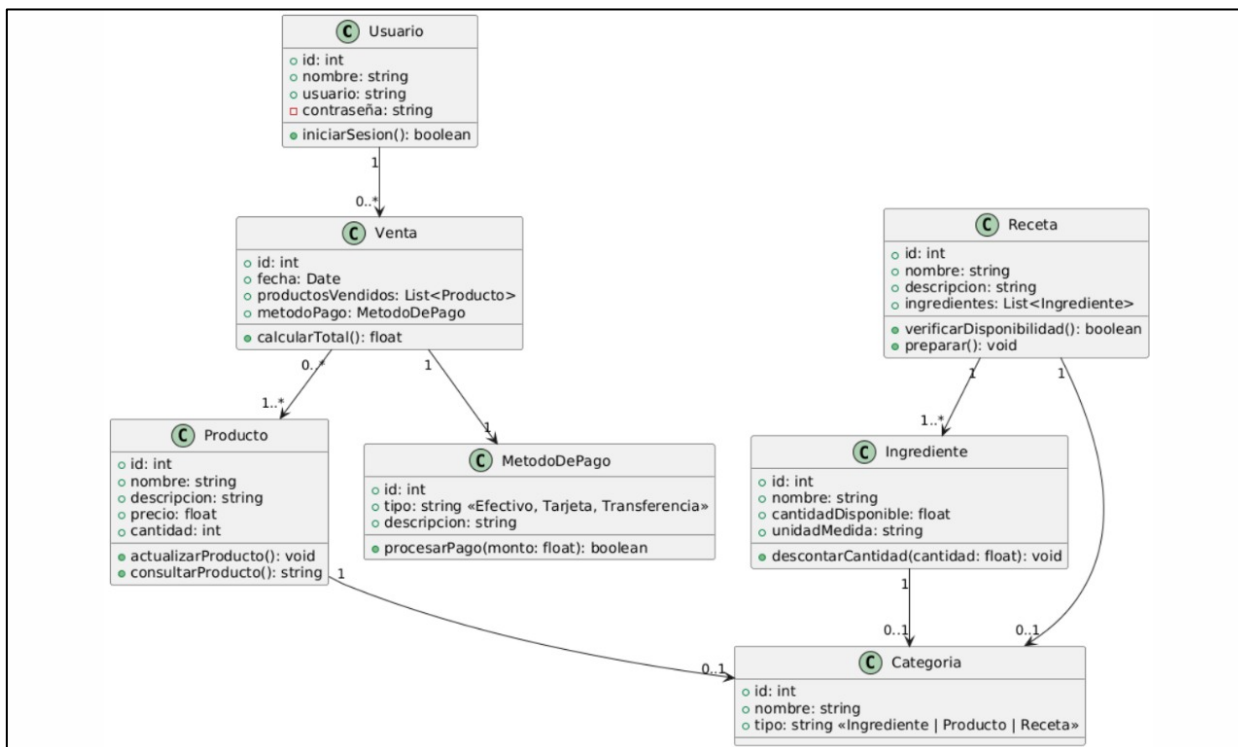 C Usuario
id: int
nombre: string
usuario: string
contraseña: string
iniciarSesion(): boolean
1
0..*
C Venta
id: int
fecha: Date
productosVendidos: List<Producto>
metodoPago: MetodoDePago
calcularTotal(): float
C Receta
id: int
nombre: string
descripcion: string
ingredientes: List<Ingrediente>
verificarDisponibilidad(): boolean
preparar(): void
0..*
1
1
1
1..*
1
1..*
C Producto
id: int
nombre: string
descripcion: string
precio: float
cantidad: int
actualizarProducto(): void
consultarProducto(): string
C MetodoDePago
id: int
tipo: string «Efectivo, Tarjeta, Transferencia»
descripcion: string
procesarPago(monto: float): boolean
C Ingrediente
id: int
nombre: string
cantidadDisponible: float
unidadMedida: string
descontarCantidad(cantidad: float): void
1
1
0..1
0..1
0..1
C Categoria
id: int
nombre: string
tipo: string «Ingrediente | Producto | Receta»